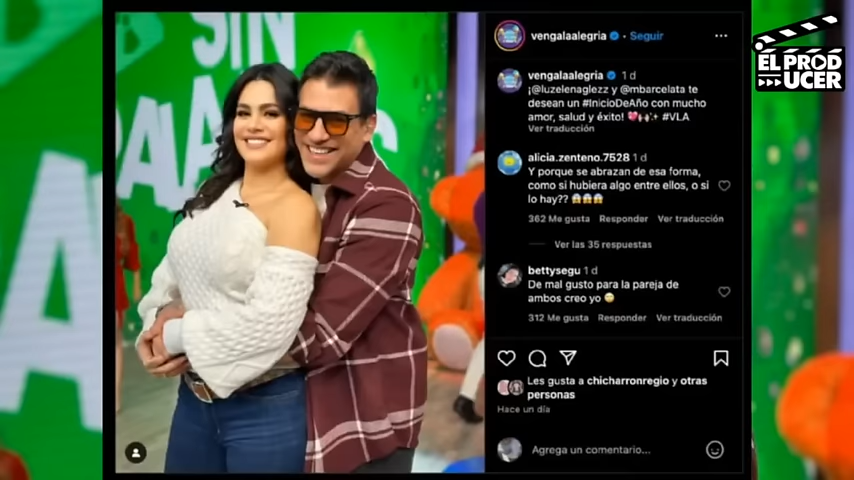 SIN
PALABRAS
EL PROD
UCER
vengalaalegria • Seguir
vengalaalegria 1 d
¡@luzelenaglezz y @mbarcelata te
desean un #InicioDeAño con mucho
amor, salud y éxito! 💖🙌✨ #VLA
Ver traducción
alicia.zenteno.7528 1 d
Y porque se abrazan de esa forma,
como si hubiera algo entre ellos, o si
lo hay?? 😱😱😱
362 Me gusta Responder Ver traducción
Ver las 35 respuestas
bettysegu 1 d
De mal gusto para la pareja de
ambos creo yo 🙄
312 Me gusta Responder Ver traducción
Les gusta a chicharronregio y otras
personas
Hace un día
Agrega un comentario...